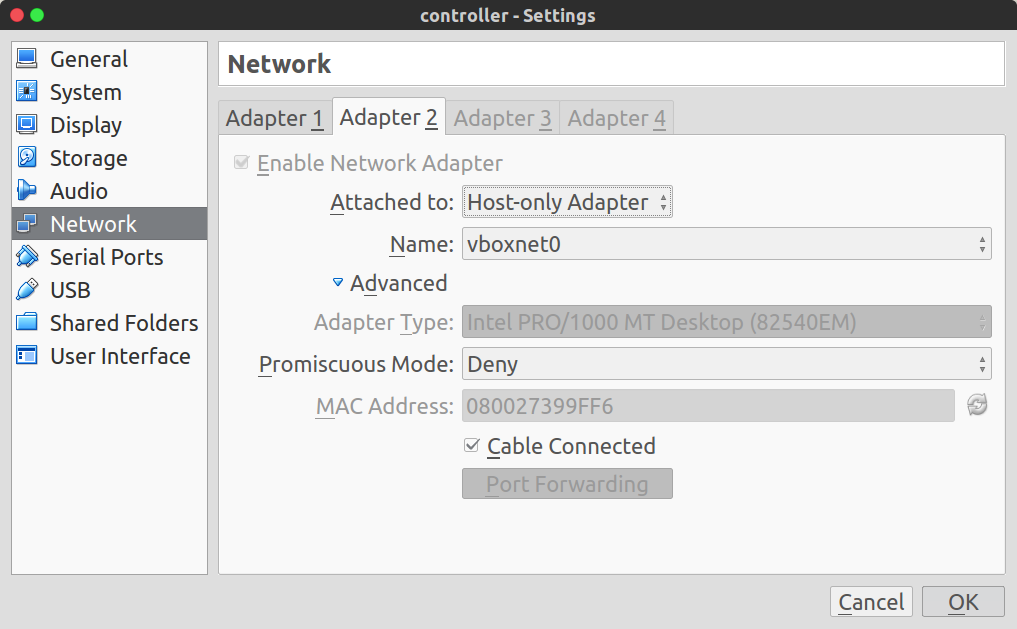 controller - Settings
General
System
Display
Storage
Audio
Network
Serial Ports
USB
Shared Folders
User Interface
Network
Adapter 1 Adapter 2 Adapter 3 Adapter 4
Enable Network Adapter
Attached to: Host-only Adapter
Name: vboxnet0
Advanced
Adapter Type: Intel PRO/1000 MT Desktop (82540EM)
Promiscuous Mode: Deny
MAC Address: 080027399FF6
Cable Connected
Port Forwarding
Cancel OK